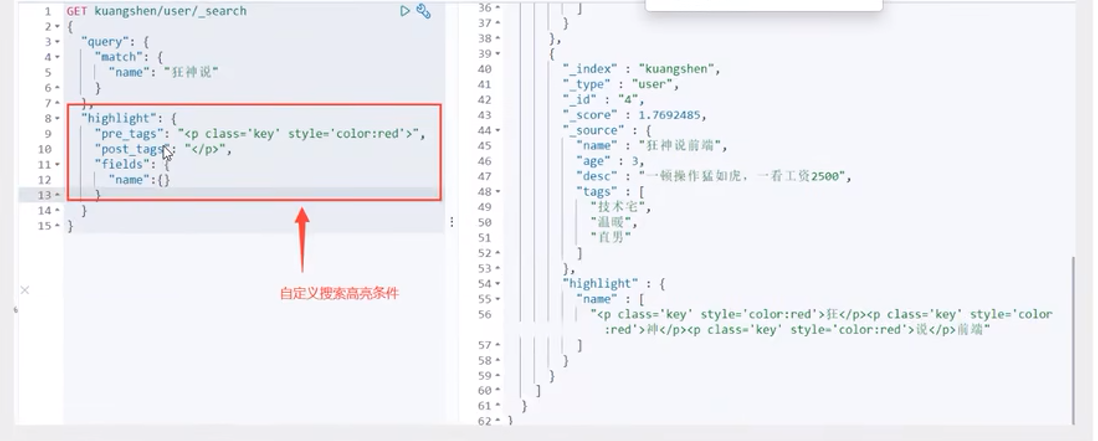 1 GET kuangshen/user/_search
2 {
3 "query": {
4 "match": {
5 "name": "狂神说"
6 }
7 },
8 "highlight": {
9 "pre_tags": "<p class='key' style='color:red'>",
10 "post_tags": "</p>",
11 "fields": {
12 "name":{}
13 }
14 }
15 }
自定义搜索高亮条件
36 ]
37 }
38 },
39 {
40 "_index" : "kuangshen",
41 "_type" : "user",
42 "_id" : "4",
43 "_score" : 1.7692485,
44 "_source" : {
45 "name" : "狂神说前端",
46 "age" : 3,
47 "desc" : "一顿操作猛如虎，一看工资2500",
48 "tags" : [
49 "技术宅",
50 "温暖",
51 "直男"
52 ]
53 },
54 "highlight" : {
55 "name" : [
56 "<p class='key' style='color:red'>狂</p><p class='key' style='color
:red'>神</p><p class='key' style='color:red'>说</p>前端"
57 ]
58 }
59 }
60 ]
61 }
62 }